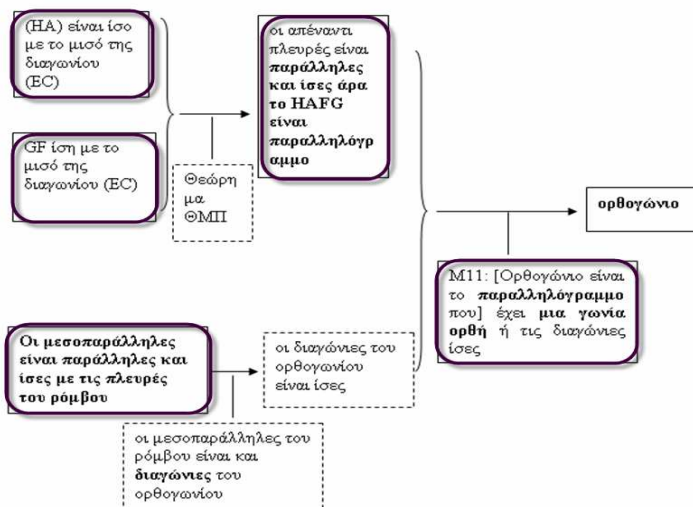 (ΗΑ) είναι ίσο
με το μισό της
διαγωνίου
(EC)
GF ίση με το
μισό της
διαγωνίου (EC)
Θεώρη
μα
ΘΜΠ
οι απέναντι
πλευρές είναι
παράλληλες
και ίσες άρα
το HAFG
είναι
παραλληλόγρ
αμμο
Οι μεσοπαράλληλες
είναι παράλληλες και
ίσες με τις πλευρές
του ρόμβου
οι μεσοπαράλληλες του
ρόμβου είναι και
διαγώνιες του
ορθογωνίου
οι διαγώνιες του
ορθογωνίου
είναι ίσες
Μ11: [Ορθογώνιο είναι
το παραλληλόγραμμο
που] έχει μια γωνία
ορθή ή τις διαγώνιες
ίσες
ορθογώνιο